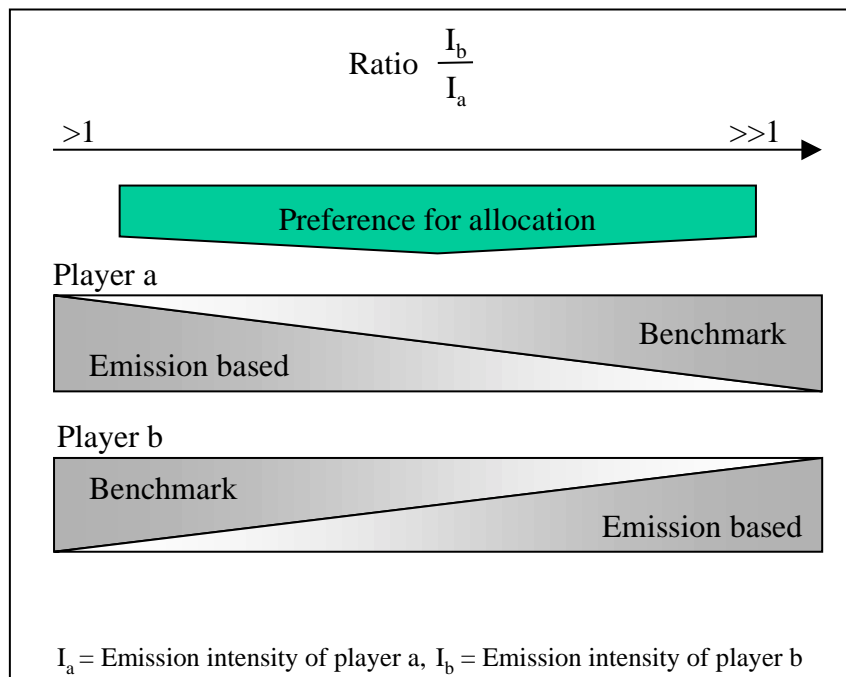 Ratio I_b / I_a
>1 >>1
Preference for allocation
Player a
Benchmark
Emission based
Player b
Benchmark
Emission based
I_a = Emission intensity of player a, I_b = Emission intensity of player b